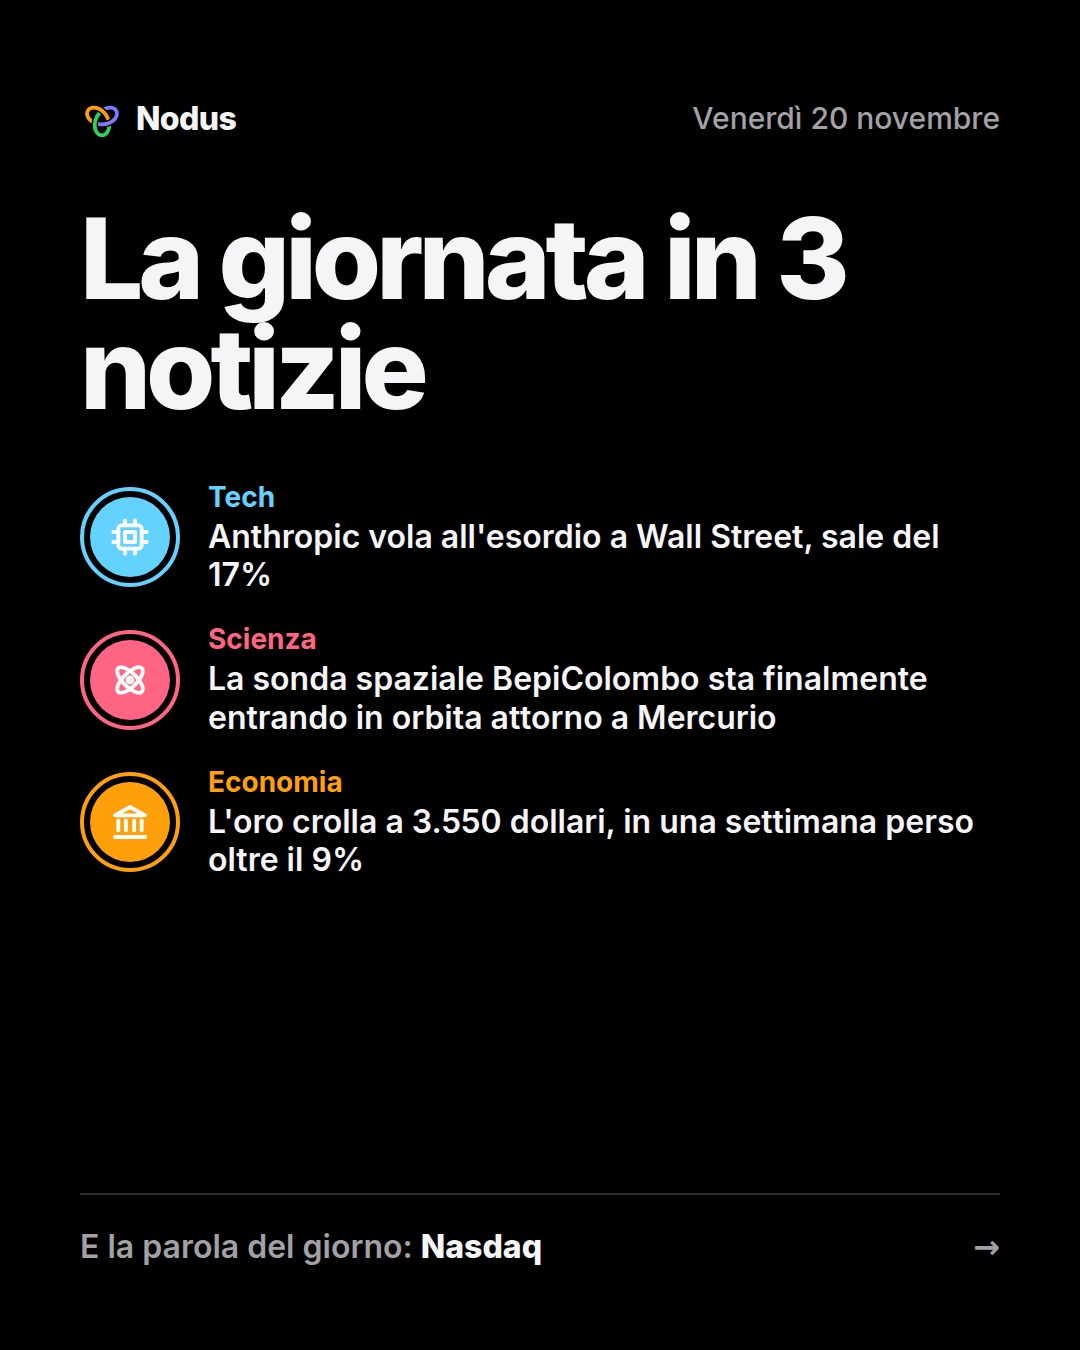 Nodus
Venerdì 20 novembre
La giornata in 3
notizie
Tech
Anthropic vola all'esordio a Wall Street, sale del
17%
Scienza
La sonda spaziale BepiColombo sta finalmente
entrando in orbita attorno a Mercurio
Economia
L'oro crolla a 3.550 dollari, in una settimana perso
oltre il 9%
E la parola del giorno: Nasdaq
→